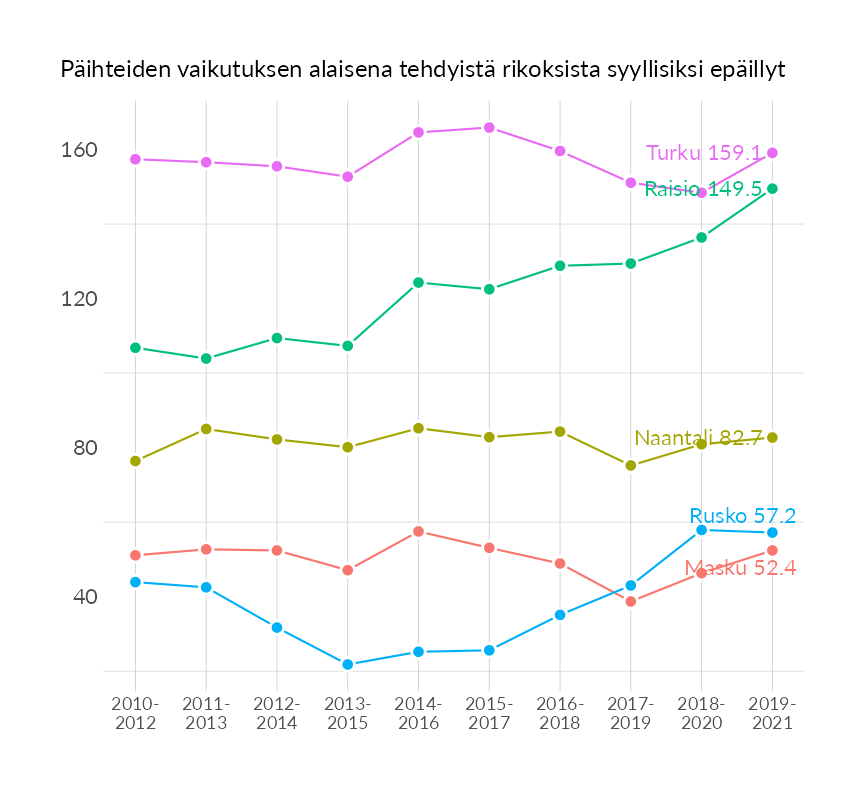 Päihteiden vaikutuksen alaisena tehdyistä rikoksista syyllisiksi epäillyt
160
Turku 159.1
Raisio 149.5
120
80
Naantali 82.7
Rusko 57.2
Masku 52.4
40
2010- 2011- 2012- 2013- 2014- 2015- 2016- 2017- 2018- 2019-
2012 2013 2014 2015 2016 2017 2018 2019 2020 2021